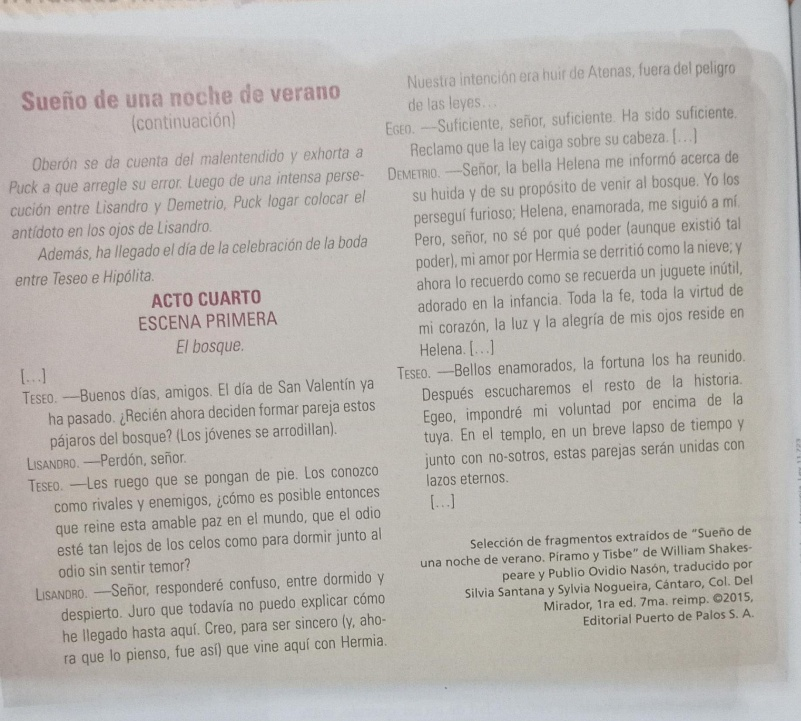 Sueño de una noche de verano
(continuación)
Oberón se da cuenta del malentendido y exhorta a
Puck a que arregle su error. Luego de una intensa perse-
cución entre Lisandro y Demetrio, Puck logar colocar el
antídoto en los ojos de Lisandro.
Además, ha llegado el día de la celebración de la boda
entre Teseo e Hipólita.
ACTO CUARTO
ESCENA PRIMERA
El bosque.
[...]
TESEO. —Buenos días, amigos. El día de San Valentín ya
ha pasado. ¿Recién ahora deciden formar pareja estos
pájaros del bosque? (Los jóvenes se arrodillan).
LISANDRO. —Perdón, señor.
TESEO. —Les ruego que se pongan de pie. Los conozco
como rivales y enemigos, ¿cómo es posible entonces
que reine esta amable paz en el mundo, que el odio
esté tan lejos de los celos como para dormir junto al
odio sin sentir temor?
LISANDRO. —Señor, responderé confuso, entre dormido y
despierto. Juro que todavía no puedo explicar cómo
he llegado hasta aquí. Creo, para ser sincero (y, aho-
ra que lo pienso, fue así) que vine aquí con Hermia.
Nuestra intención era huir de Atenas, fuera del peligro
de las leyes...
EGEO. —Suficiente, señor, suficiente. Ha sido suficiente.
Reclamo que la ley caiga sobre su cabeza. [...]
DEMETRIO. —Señor, la bella Helena me informó acerca de
su huida y de su propósito de venir al bosque. Yo los
perseguí furioso; Helena, enamorada, me siguió a mí.
Pero, señor, no sé por qué poder (aunque existió tal
poder), mi amor por Hermia se derritió como la nieve; y
ahora lo recuerdo como se recuerda un juguete inútil,
adorado en la infancia. Toda la fe, toda la virtud de
mi corazón, la luz y la alegría de mis ojos reside en
Helena. [...]
TESEO. —Bellos enamorados, la fortuna los ha reunido.
Después escucharemos el resto de la historia.
Egeo, impondré mi voluntad por encima de la
tuya. En el templo, en un breve lapso de tiempo y
junto con no-sotros, estas parejas serán unidas con
lazos eternos.
[...]
Selección de fragmentos extraídos de "Sueño de
una noche de verano. Píramo y Tisbe" de William Shakes-
peare y Publio Ovidio Nasón, traducido por
Silvia Santana y Sylvia Nogueira, Cántaro, Col. Del
Mirador, 1ra ed. 7ma. reimp. ©2015,
Editorial Puerto de Palos S. A.